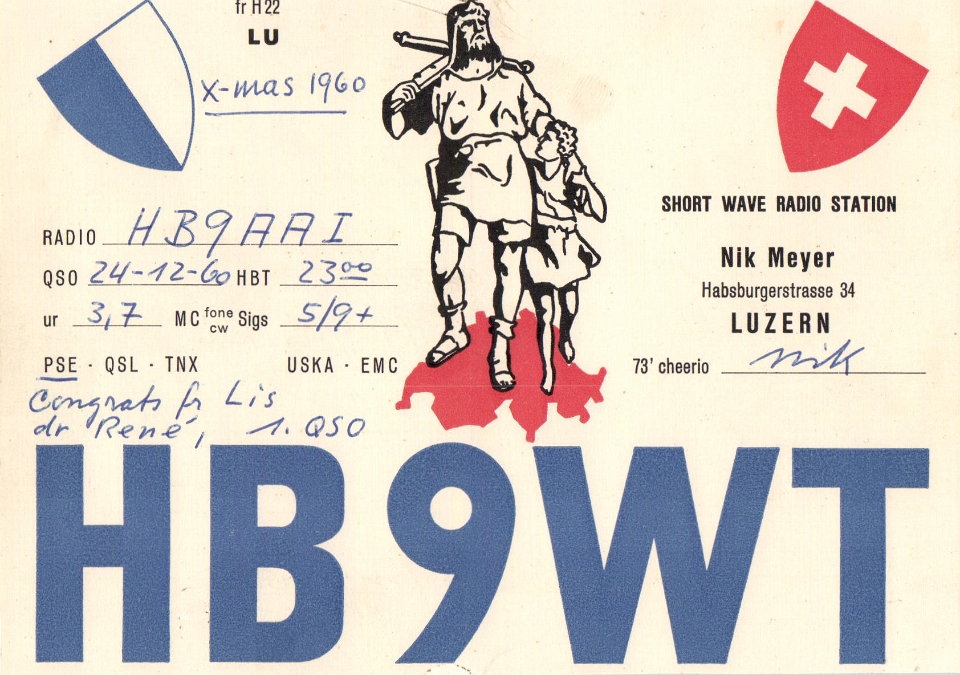 fr H22
LU
X-mas 1960
SHORT WAVE RADIO STATION
RADIO HB9AAI
Nik Meyer
QSO 24-12-60 HBT 23⁰⁰
Habsburgerstrasse 34
ur 3,7 MC fone cw Sigs 5/9+
LUZERN
PSE · QSL · TNX USKA · EMC
73' cheerio Nik
Congrats fr Lis
dr René, 1. QSO
HB9WT